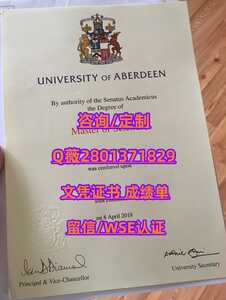 UNIVERSITY OF ABERDEEN
By authority of the Senatus Academicus
the Degree of
Master of
咨询/定制
Q薇2801371829
was conferred upon
文凭证书 成绩单
on 6 April 2018
留信/WSE认证
Principal & Vice-Chancellor
University Secretary